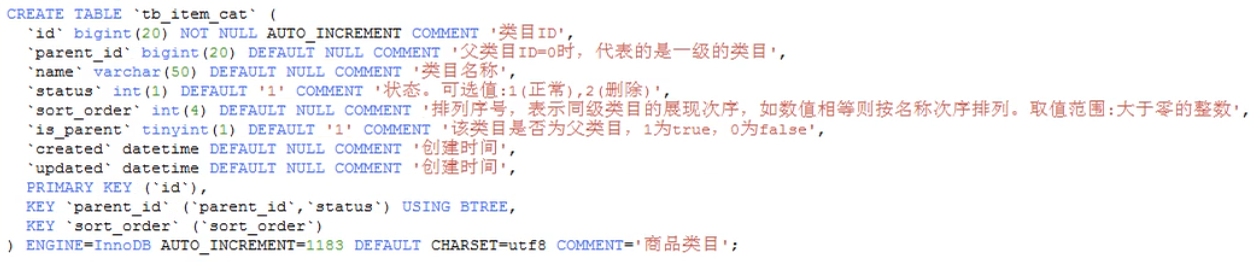 CREATE TABLE `tb_item_cat` (
`id` bigint(20) NOT NULL AUTO_INCREMENT COMMENT '类目ID',
`parent_id` bigint(20) DEFAULT NULL COMMENT '父类目ID=0时，代表的是一级的类目',
`name` varchar(50) DEFAULT NULL COMMENT '类目名称',
`status` int(1) DEFAULT '1' COMMENT '状态。可选值:1(正常),2(删除)',
`sort_order` int(4) DEFAULT NULL COMMENT '排列序号，表示同级类目的展现次序，如数值相等则按名称次序排列。取值范围:大于零的整数',
`is_parent` tinyint(1) DEFAULT '1' COMMENT '该类目是否为父类目，1为true，0为false',
`created` datetime DEFAULT NULL COMMENT '创建时间',
`updated` datetime DEFAULT NULL COMMENT '创建时间',
PRIMARY KEY (`id`),
KEY `parent_id` (`parent_id`,`status`) USING BTREE,
KEY `sort_order` (`sort_order`)
) ENGINE=InnoDB AUTO_INCREMENT=1183 DEFAULT CHARSET=utf8 COMMENT='商品类目';